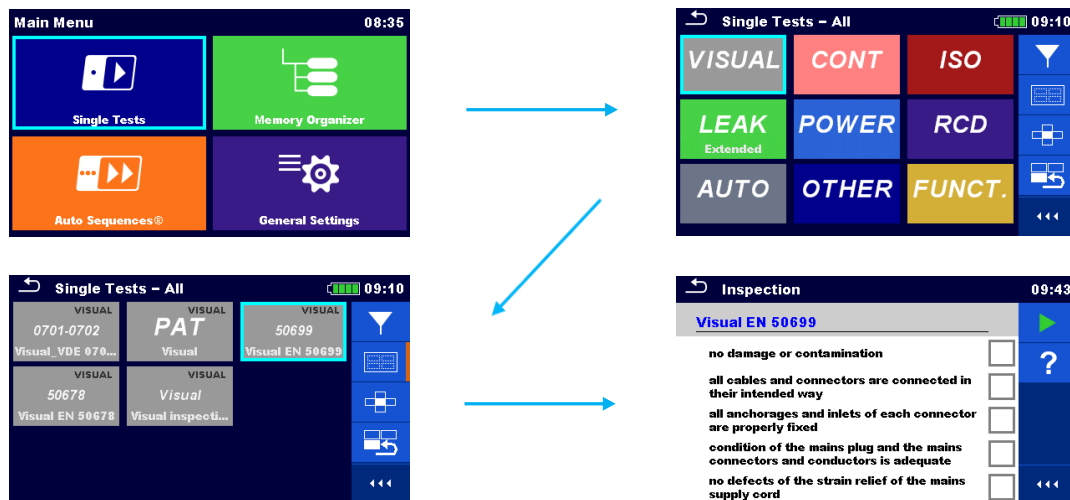 Main Menu 08:35
Single Tests
Memory Organizer
Auto Sequences®
General Settings
Single Tests – All 09:10
VISUAL CONT ISO
LEAK POWER RCD
Extended
AUTO OTHER FUNCT.
Single Tests – All 09:10
VISUAL
0701-0702
Visual_VDE 070...
VISUAL
PAT
Visual
VISUAL
50699
Visual EN 50699
VISUAL
50678
Visual EN 50678
VISUAL
Visual
Visual inspecti...
Inspection 09:43
Visual EN 50699
no damage or contamination
all cables and connectors are connected in
their intended way
all anchorages and inlets of each connector
are properly fixed
condition of the mains plug and the mains
connectors and conductors is adequate
no defects of the strain relief of the mains
supply cord
?